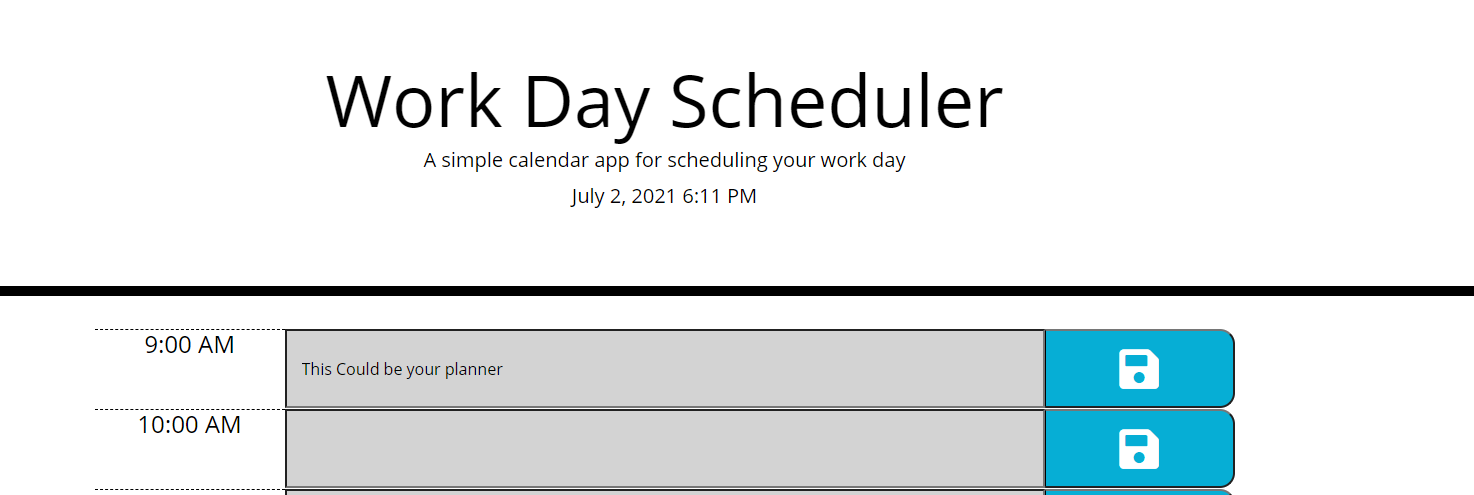 Work Day Scheduler
A simple calendar app for scheduling your work day
July 2, 2021 6:11 PM
9:00 AM
This Could be your planner
10:00 AM